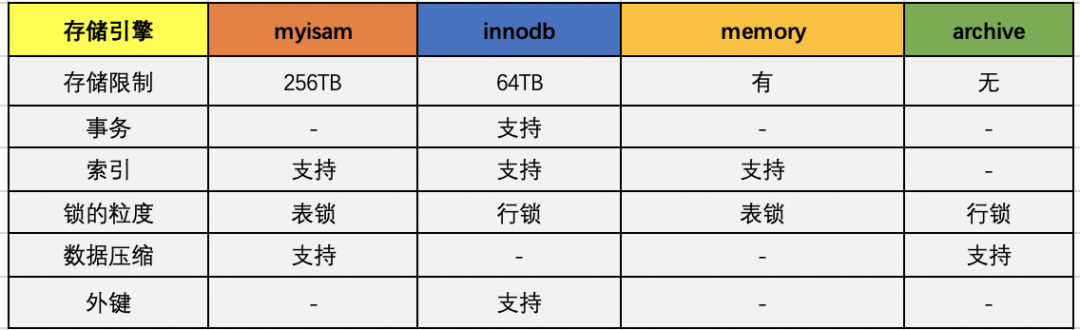 存储引擎 myisam innodb memory archive
存储限制 256TB 64TB 有 无
事务 - 支持 - -
索引 支持 支持 支持 -
锁的粒度 表锁 行锁 表锁 行锁
数据压缩 支持 - - 支持
外键 - 支持 - -